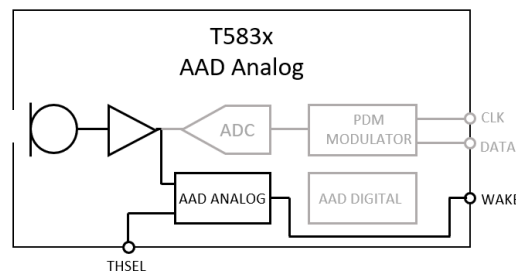 T583x
AAD Analog
ADC
PDM
MODULATOR
CLK
DATA
AAD ANALOG
AAD DIGITAL
WAKE
THSEL